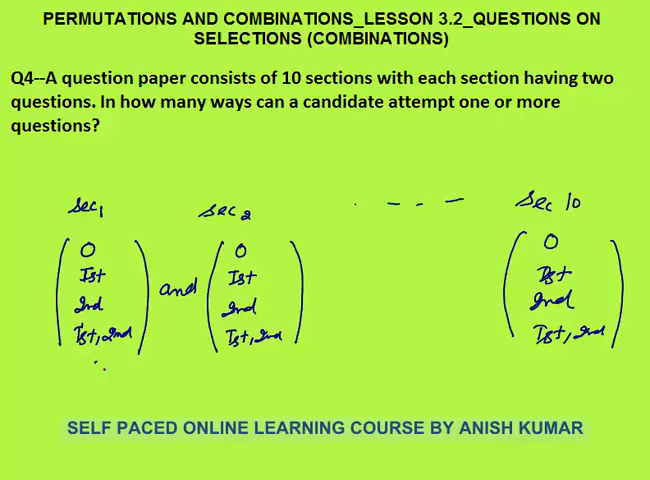 PERMUTATIONS AND COMBINATIONS_LESSON 3.2_QUESTIONS ON
SELECTIONS (COMBINATIONS)
Q4--A question paper consists of 10 sections with each section having two
questions. In how many ways can a candidate attempt one or more
questions?
Sec1 Sec2 . - - - - Sec 10
0 0 0
Ist and Ist Ist
2nd 2nd 2nd
Ist, 2nd Ist, 2nd Ist, 2nd
SELF PACED ONLINE LEARNING COURSE BY ANISH KUMAR